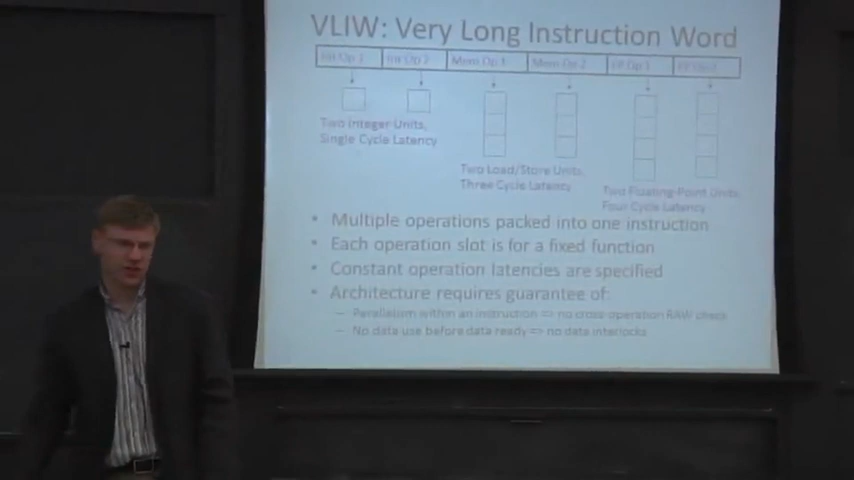 VLIW: Very Long Instruction Word
Int Op 1 Int Op 2 Mem Op 1 Mem Op 2 FP Op 1 FP Op 2
Two Integer Units,
Single Cycle Latency
Two Load/Store Units,
Three Cycle Latency
Two Floating-Point Units,
Four Cycle Latency
• Multiple operations packed into one instruction
• Each operation slot is for a fixed function
• Constant operation latencies are specified
• Architecture requires guarantee of:
– Parallelism within an instruction => no cross-operation RAW check
– No data use before data ready => no data interlocks